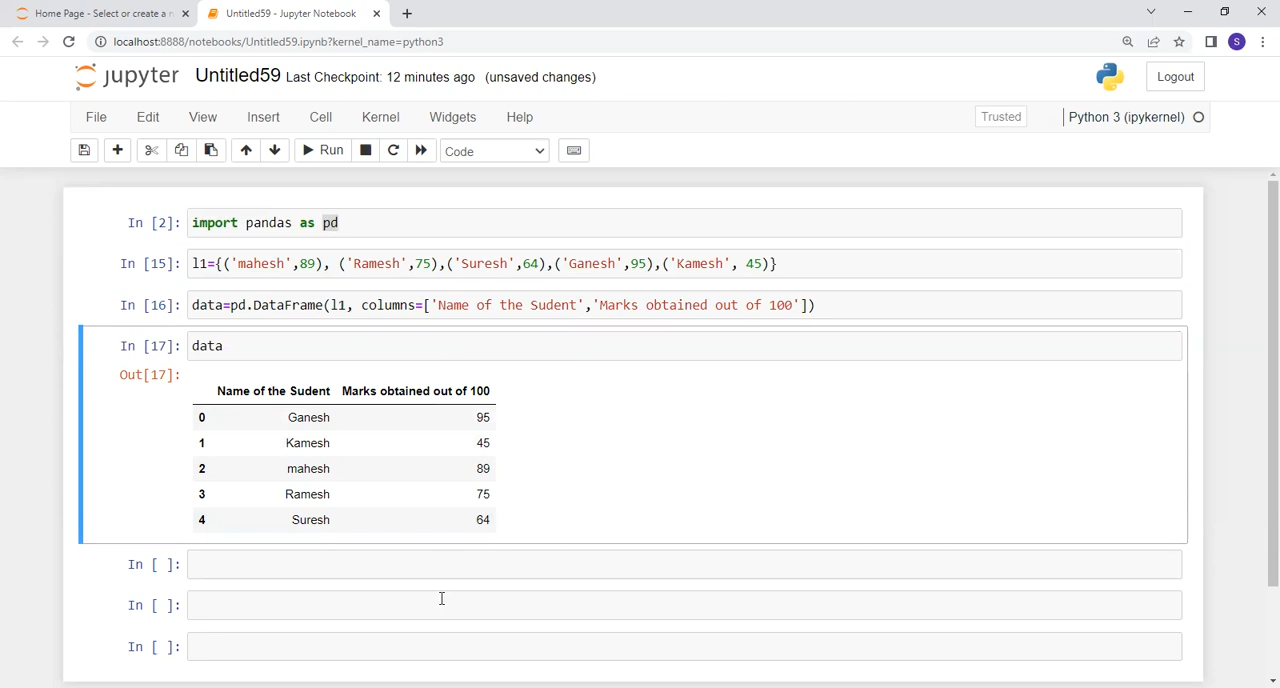 Home Page - Select or create a n
Untitled59 - Jupyter Notebook
localhost:8888/notebooks/Untitled59.ipynb?kernel_name=python3
S
jupyter Untitled59 Last Checkpoint: 12 minutes ago (unsaved changes)
Logout
File Edit View Insert Cell Kernel Widgets Help
Trusted
Python 3 (ipykernel)
Run
Code
In [2]: import pandas as pd
In [15]: l1={('mahesh',89), ('Ramesh',75),('Suresh',64),('Ganesh',95),('Kamesh', 45)}
In [16]: data=pd.DataFrame(l1, columns=['Name of the Sudent','Marks obtained out of 100'])
In [17]: data
Out[17]:
Name of the Sudent Marks obtained out of 100
0 Ganesh 95
1 Kamesh 45
2 mahesh 89
3 Ramesh 75
4 Suresh 64
In [ ]:
In [ ]:
In [ ]: